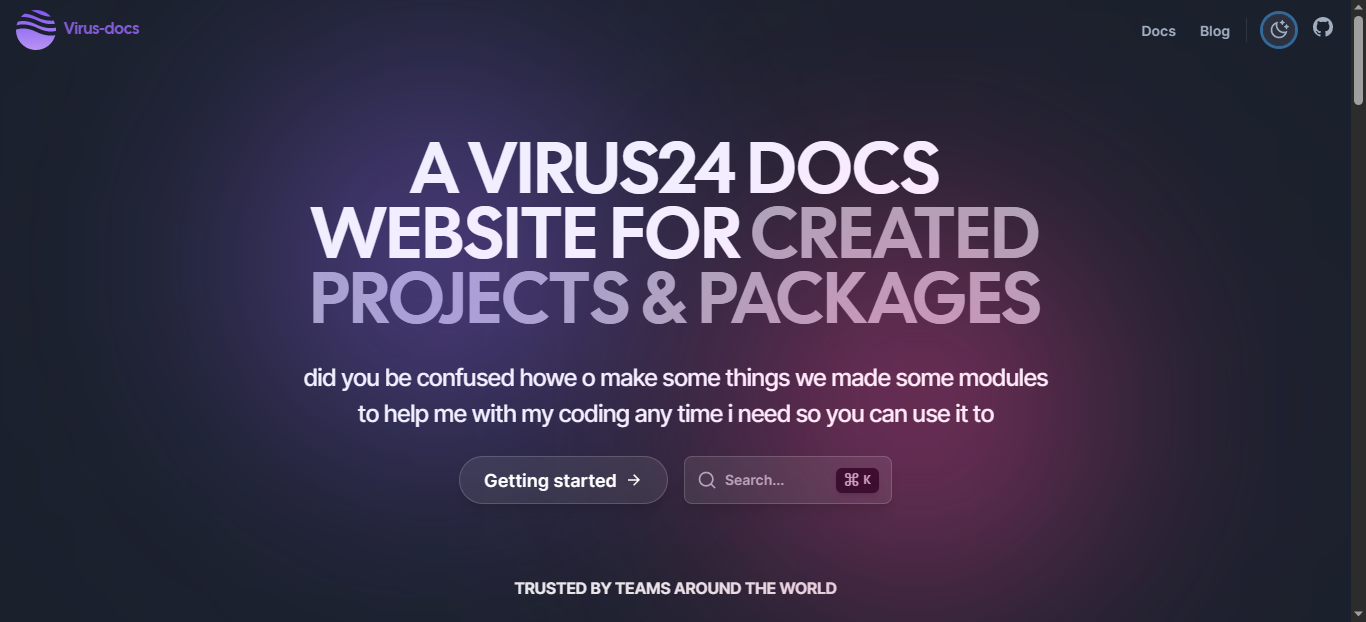 Virus-docs
Docs
Blog
A VIRUS24 DOCS
WEBSITE FOR CREATED
PROJECTS & PACKAGES
did you be confused howe o make some things we made some modules
to help me with my coding any time i need so you can use it to
Getting started →
Search...
⌘ K
TRUSTED BY TEAMS AROUND THE WORLD